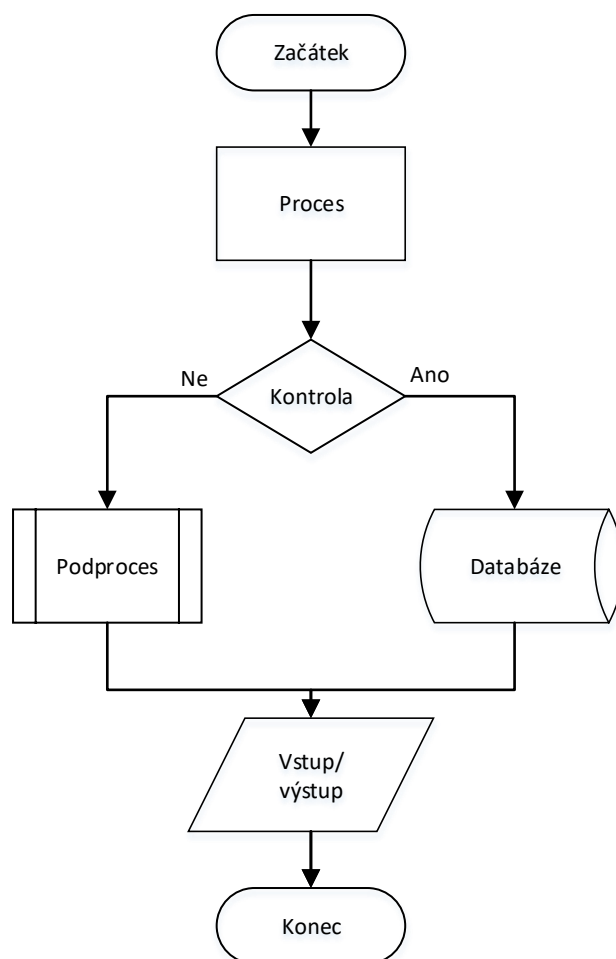 Začátek
Proces
Kontrola
Ne
Ano
Podproces
Databáze
Vstup/
výstup
Konec